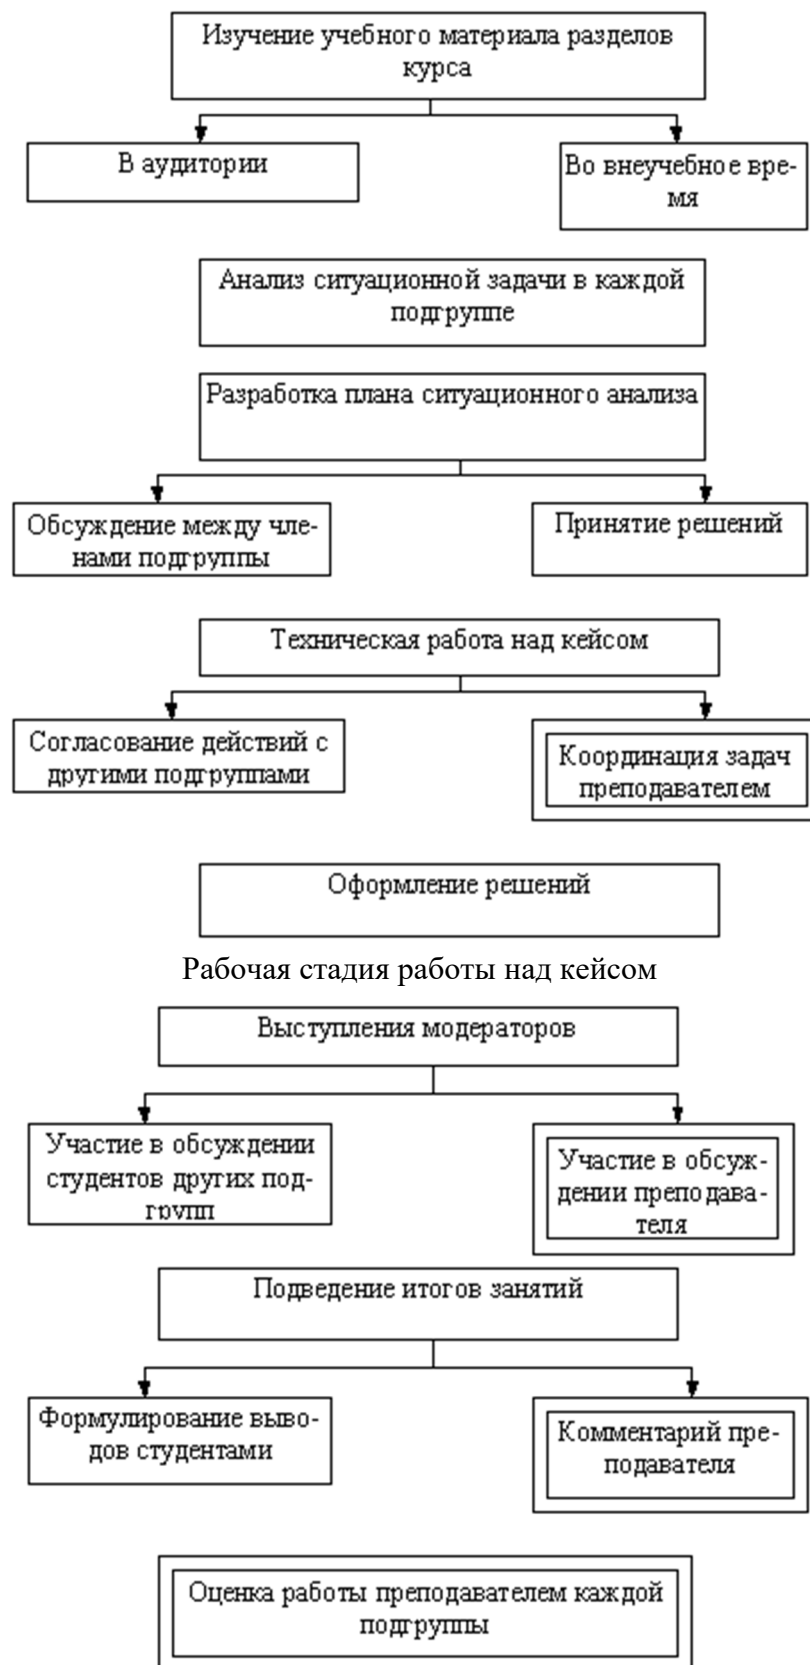 Изучение учебного материала разделов
курса
В аудитории
Во внеучебное вре-
мя
Анализ ситуационной задачи в каждой
подгруппе
Разработка плана ситуационного анализа
Обсуждение между чле-
нами подгруппы
Принятие решений
Техническая работа над кейсом
Согласование действий с
другими подгруппами
Координация задач
преподавателем
Оформление решений
Рабочая стадия работы над кейсом
Выступления модераторов
Участие в обсуждении
студентов других под-
групп
Участие в обсуж-
дении преподава-
теля
Подведение итогов занятий
Формулирование выво-
дов студентами
Комментарий пре-
подавателя
Оценка работы преподавателем каждой
подгруппы